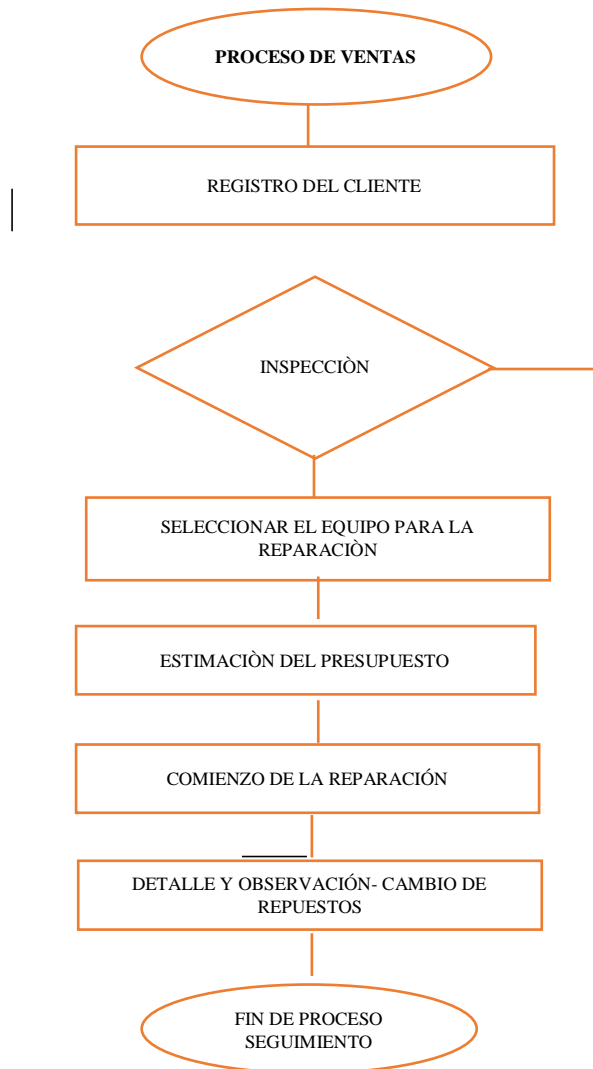 PROCESO DE VENTAS
REGISTRO DEL CLIENTE
INSPECCIÒN
SELECCIONAR EL EQUIPO PARA LA
REPARACIÒN
ESTIMACIÒN DEL PRESUPUESTO
COMIENZO DE LA REPARACIÓN
DETALLE Y OBSERVACIÓN- CAMBIO DE
REPUESTOS
FIN DE PROCESO
SEGUIMIENTO